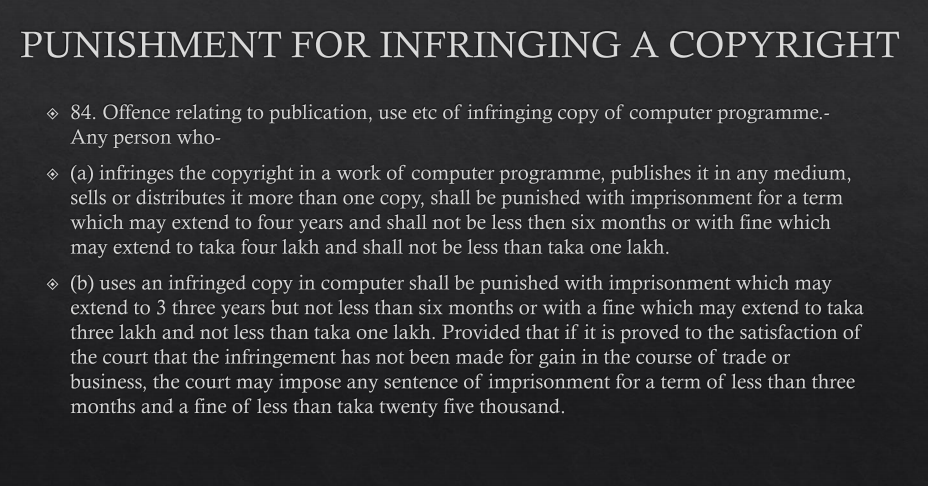 PUNISHMENT FOR INFRINGING A COPYRIGHT
84. Offence relating to publication, use etc of infringing copy of computer programme.-
Any person who-
(a) infringes the copyright in a work of computer programme, publishes it in any medium,
sells or distributes it more than one copy, shall be punished with imprisonment for a term
which may extend to four years and shall not be less then six months or with fine which
may extend to taka four lakh and shall not be less than taka one lakh.
(b) uses an infringed copy in computer shall be punished with imprisonment which may
extend to 3 three years but not less than six months or with a fine which may extend to taka
three lakh and not less than taka one lakh. Provided that if it is proved to the satisfaction of
the court that the infringement has not been made for gain in the course of trade or
business, the court may impose any sentence of imprisonment for a term of less than three
months and a fine of less than taka twenty five thousand.